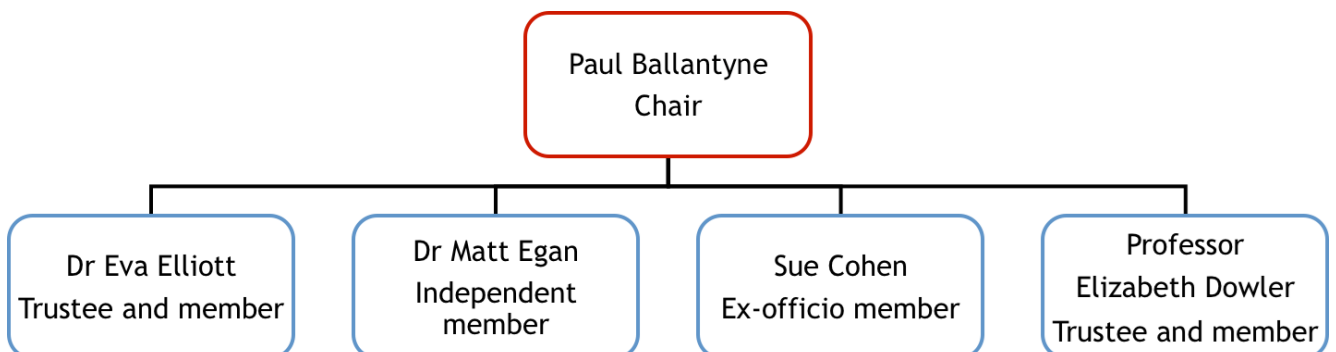 Paul Ballantyne
Chair
Dr Eva Elliott
Trustee and member
Dr Matt Egan
Independent
member
Sue Cohen
Ex-officio member
Professor
Elizabeth Dowler
Trustee and member